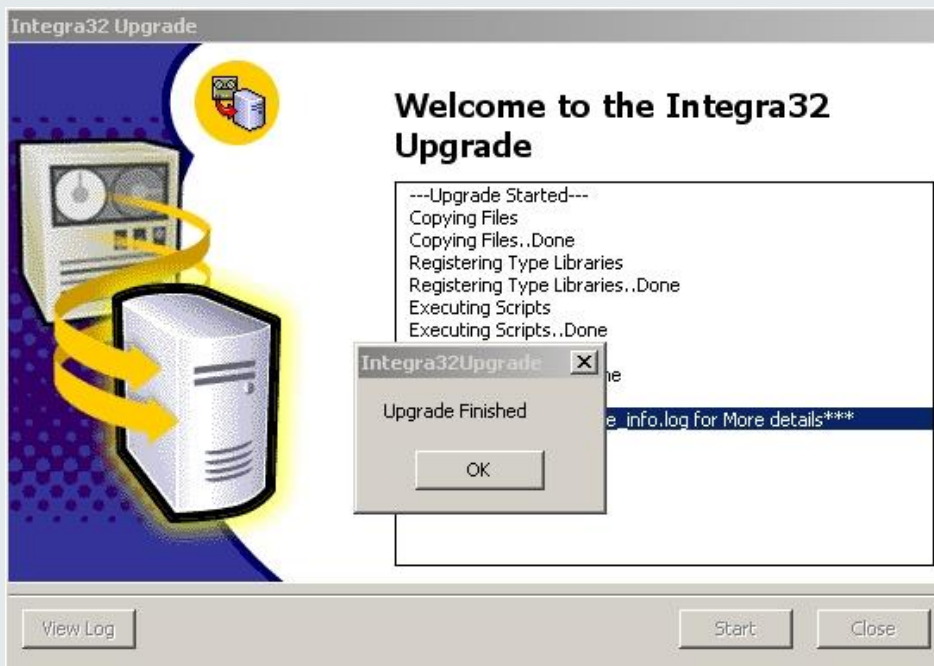 Integra32 Upgrade
Welcome to the Integra32
Upgrade
---Upgrade Started---
Copying Files
Copying Files..Done
Registering Type Libraries
Registering Type Libraries..Done
Executing Scripts
Executing Scripts..Done
Integra32Upgrade
Upgrade Finished
e_info.log for More details***
OK
View Log
Start
Close